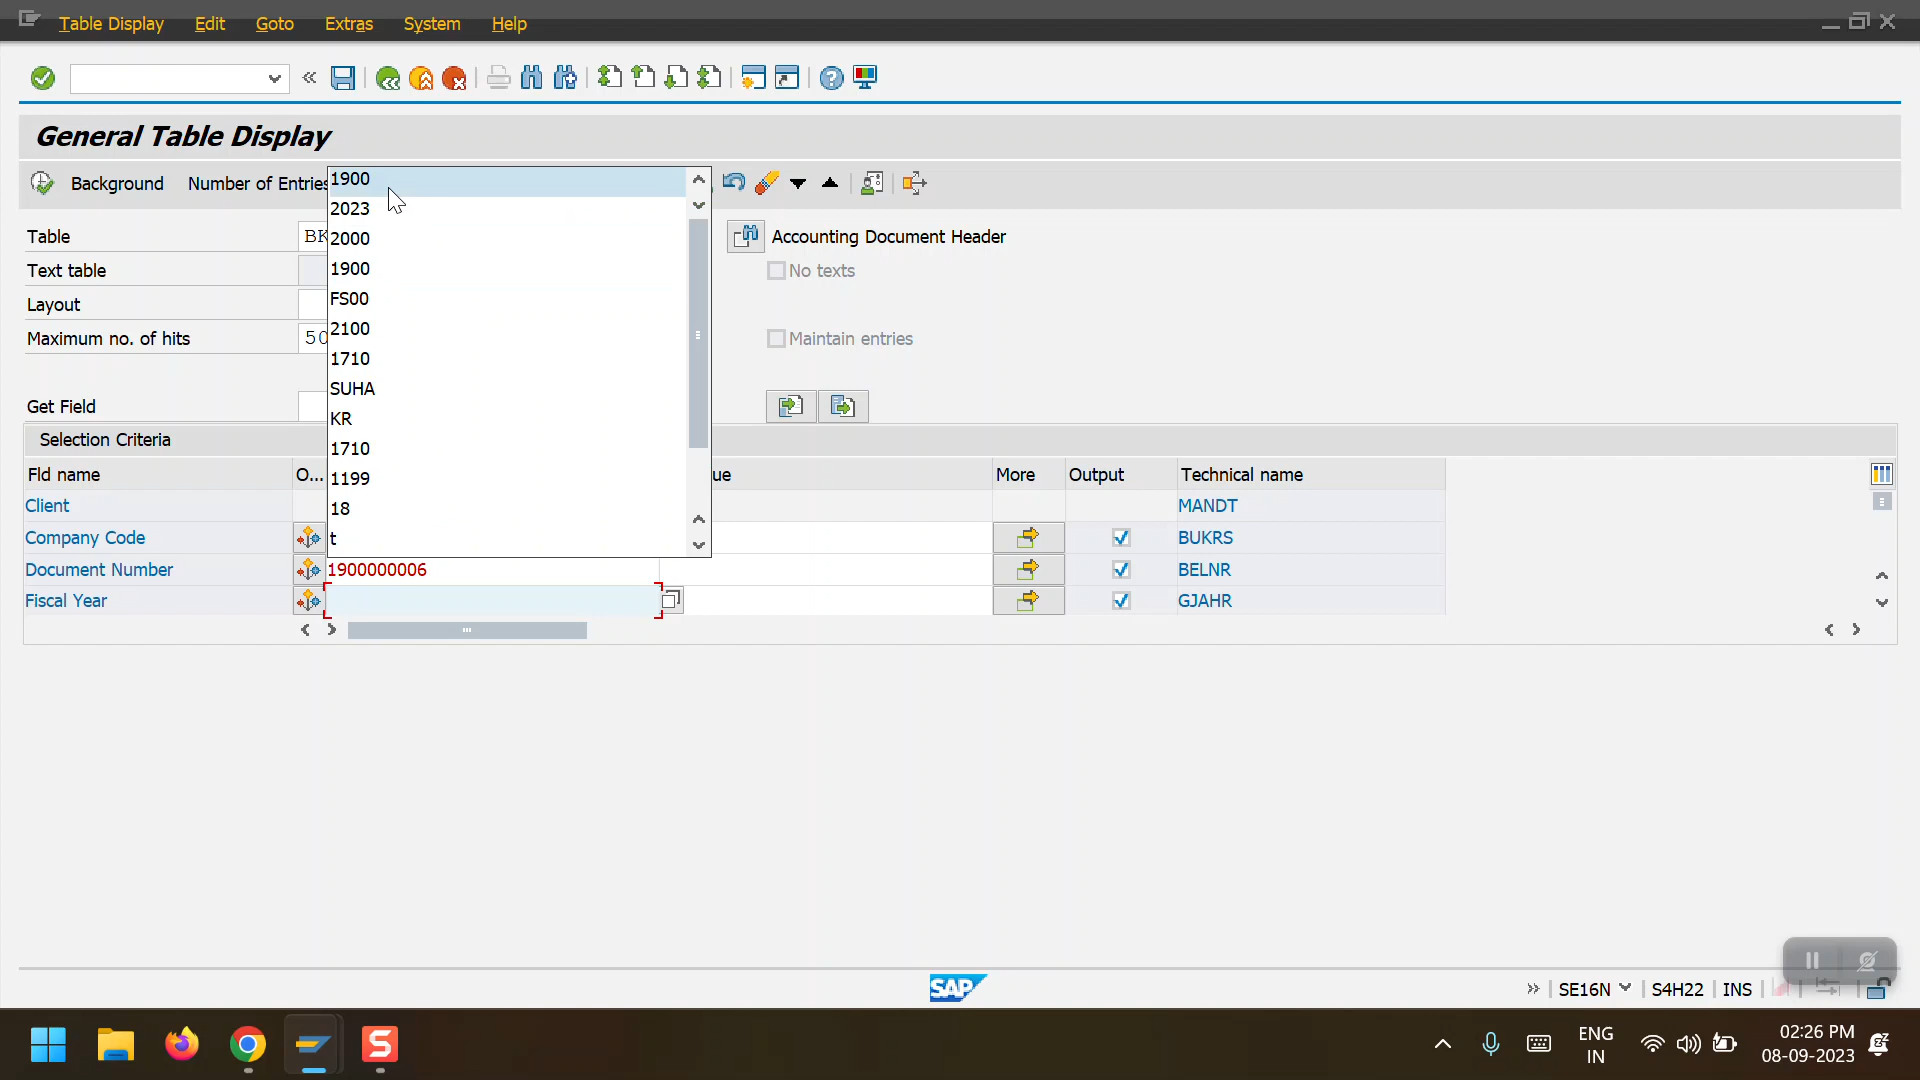 Table Display Edit Goto Extras System Help
General Table Display
Background Number of Entries
1900
2023
2000
1900
FS00
2100
1710
SUHA
KR
1710
1199
18
t
Table BK
Accounting Document Header
Text table
No texts
Layout
Maximum no. of hits 50
Maintain entries
Get Field
Selection Criteria
Fld name O... ue More Output Technical name
Client MANDT
Company Code BUKRS
Document Number 1900000006 BELNR
Fiscal Year GJAHR
SAP
SE16N S4H22 INS
S
ENG
IN
02:26 PM
08-09-2023